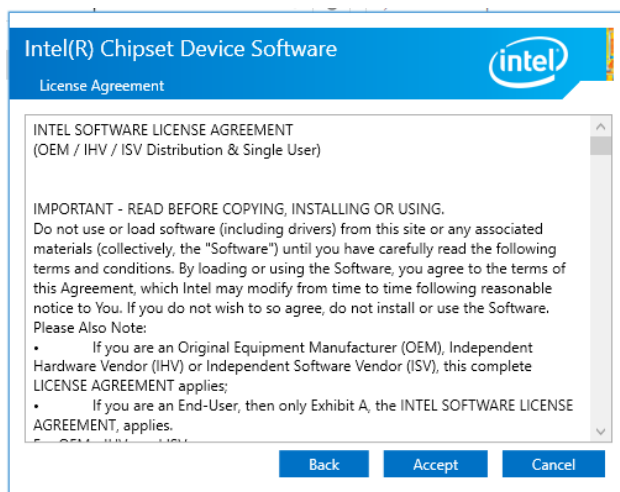 Intel(R) Chipset Device Software
intel
License Agreement
INTEL SOFTWARE LICENSE AGREEMENT
(OEM / IHV / ISV Distribution & Single User)
IMPORTANT - READ BEFORE COPYING, INSTALLING OR USING.
Do not use or load software (including drivers) from this site or any associated
materials (collectively, the "Software") until you have carefully read the following
terms and conditions. By loading or using the Software, you agree to the terms of
this Agreement, which Intel may modify from time to time following reasonable
notice to You. If you do not wish to so agree, do not install or use the Software.
Please Also Note:
• If you are an Original Equipment Manufacturer (OEM), Independent
Hardware Vendor (IHV) or Independent Software Vendor (ISV), this complete
LICENSE AGREEMENT applies;
• If you are an End-User, then only Exhibit A, the INTEL SOFTWARE LICENSE
AGREEMENT, applies.
Back Accept Cancel